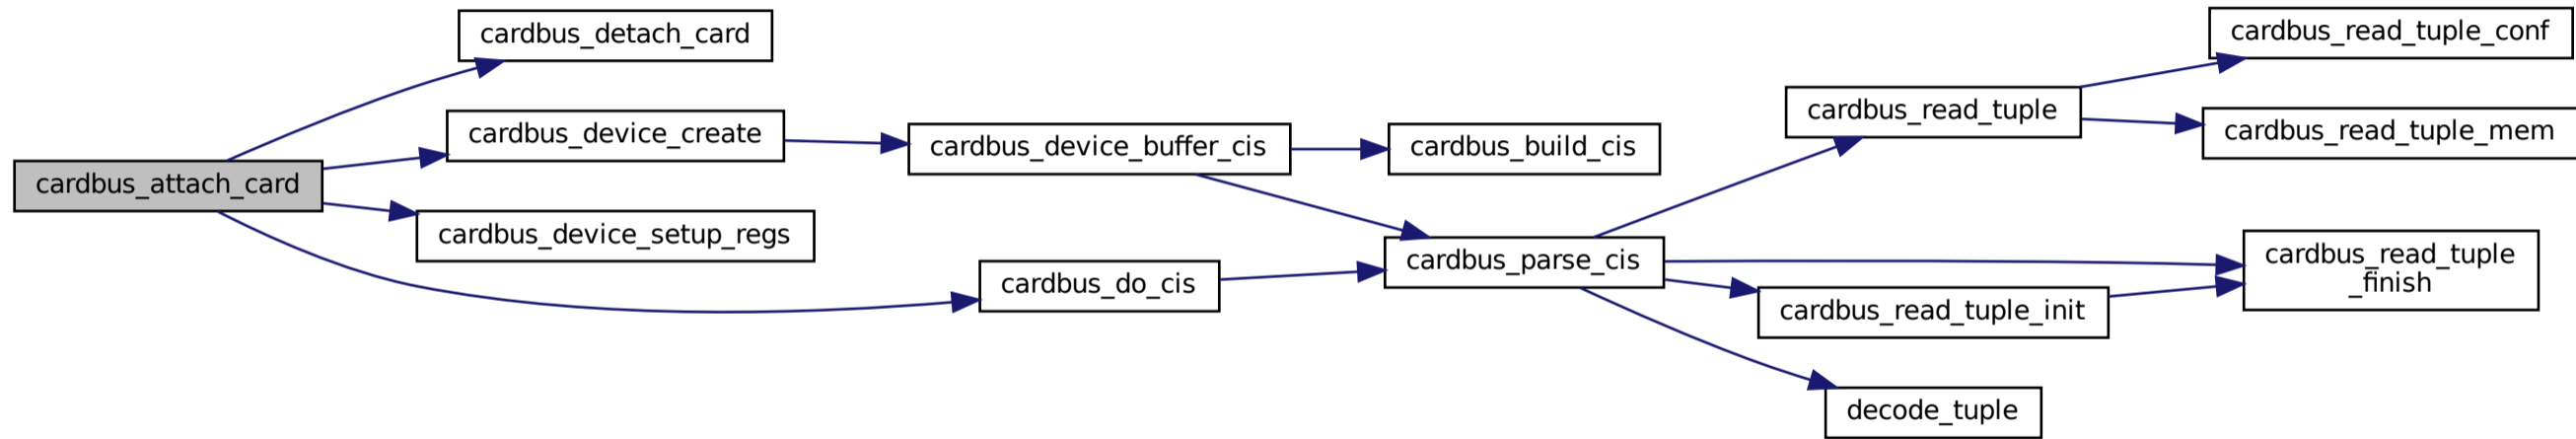 cardbus_attach_card
cardbus_detach_card
cardbus_device_create
cardbus_device_setup_regs
cardbus_device_buffer_cis
cardbus_do_cis
cardbus_build_cis
cardbus_parse_cis
cardbus_read_tuple
cardbus_read_tuple_init
decode_tuple
cardbus_read_tuple_conf
cardbus_read_tuple_mem
cardbus_read_tuple
_finish